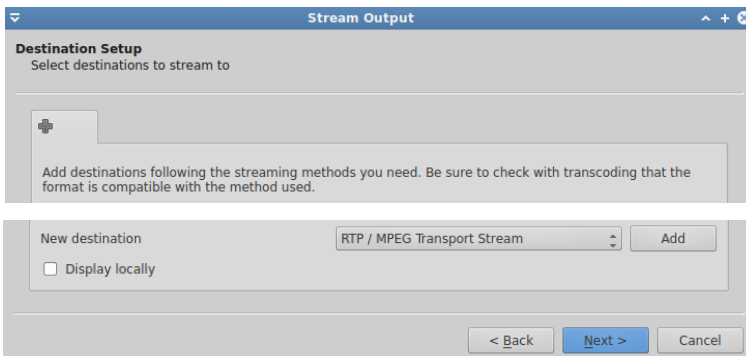 Stream Output
Destination Setup
Select destinations to stream to
Add destinations following the streaming methods you need. Be sure to check with transcoding that the
format is compatible with the method used.
New destination
RTP / MPEG Transport Stream
Add
Display locally
< Back
Next >
Cancel